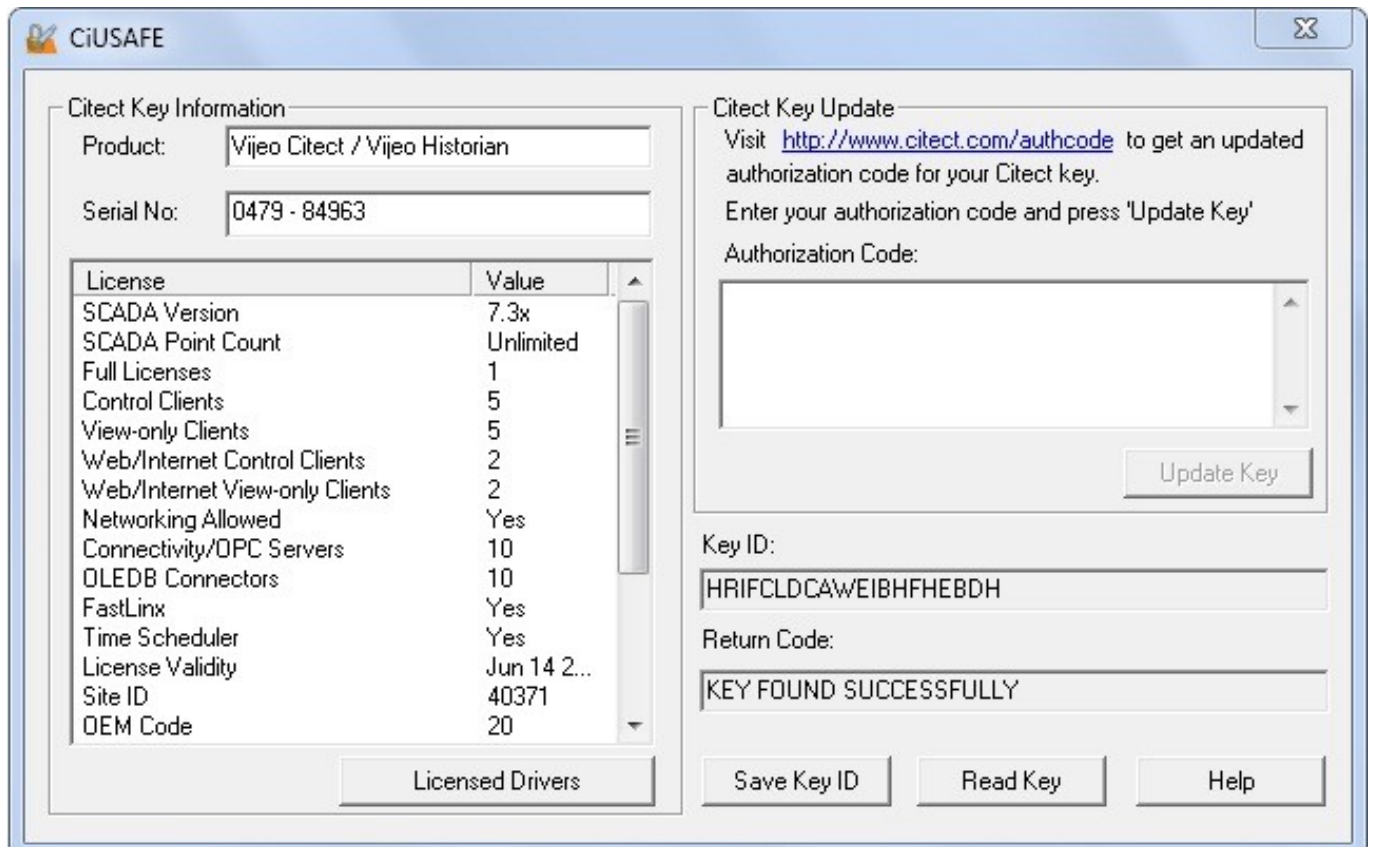 CiUSAFE
Citect Key Information
Product: Vijeo Citect / Vijeo Historian
Serial No: 0479 - 84963
License Value
SCADA Version 7.3x
SCADA Point Count Unlimited
Full Licenses 1
Control Clients 5
View-only Clients 5
Web/Internet Control Clients 2
Web/Internet View-only Clients 2
Networking Allowed Yes
Connectivity/OPC Servers 10
OLEDB Connectors 10
FastLinx Yes
Time Scheduler Yes
License Validity Jun 14 2...
Site ID 40371
OEM Code 20
Licensed Drivers
Citect Key Update
Visit http://www.citect.com/authcode to get an updated
authorization code for your Citect key.
Enter your authorization code and press 'Update Key'
Authorization Code:
Update Key
Key ID:
HRIFCLDCAWEIBHFHEBDH
Return Code:
KEY FOUND SUCCESSFULLY
Save Key ID Read Key Help